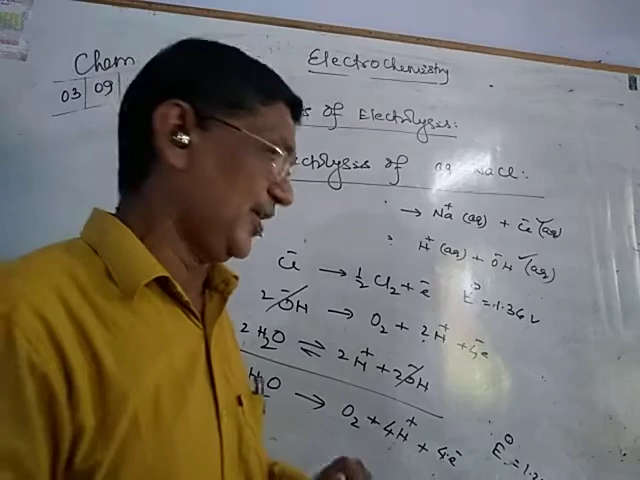 Chem
03 09
ElectroChemistry
of Electrolysis:
of aq NaCl:
→ Na⁺ (aq) + Cl⁻ (aq)
H⁺ (aq) + OH⁻ (aq)
Cl⁻ → ½ Cl₂ + e⁻ E° = 1.36 V
2 OH⁻ → O₂ + 2H⁺ + 4e⁻
2 H₂O ⇌ 2H⁺ + 2OH⁻
H₂O → O₂ + 4H⁺ + 4e⁻ E° = 1.2